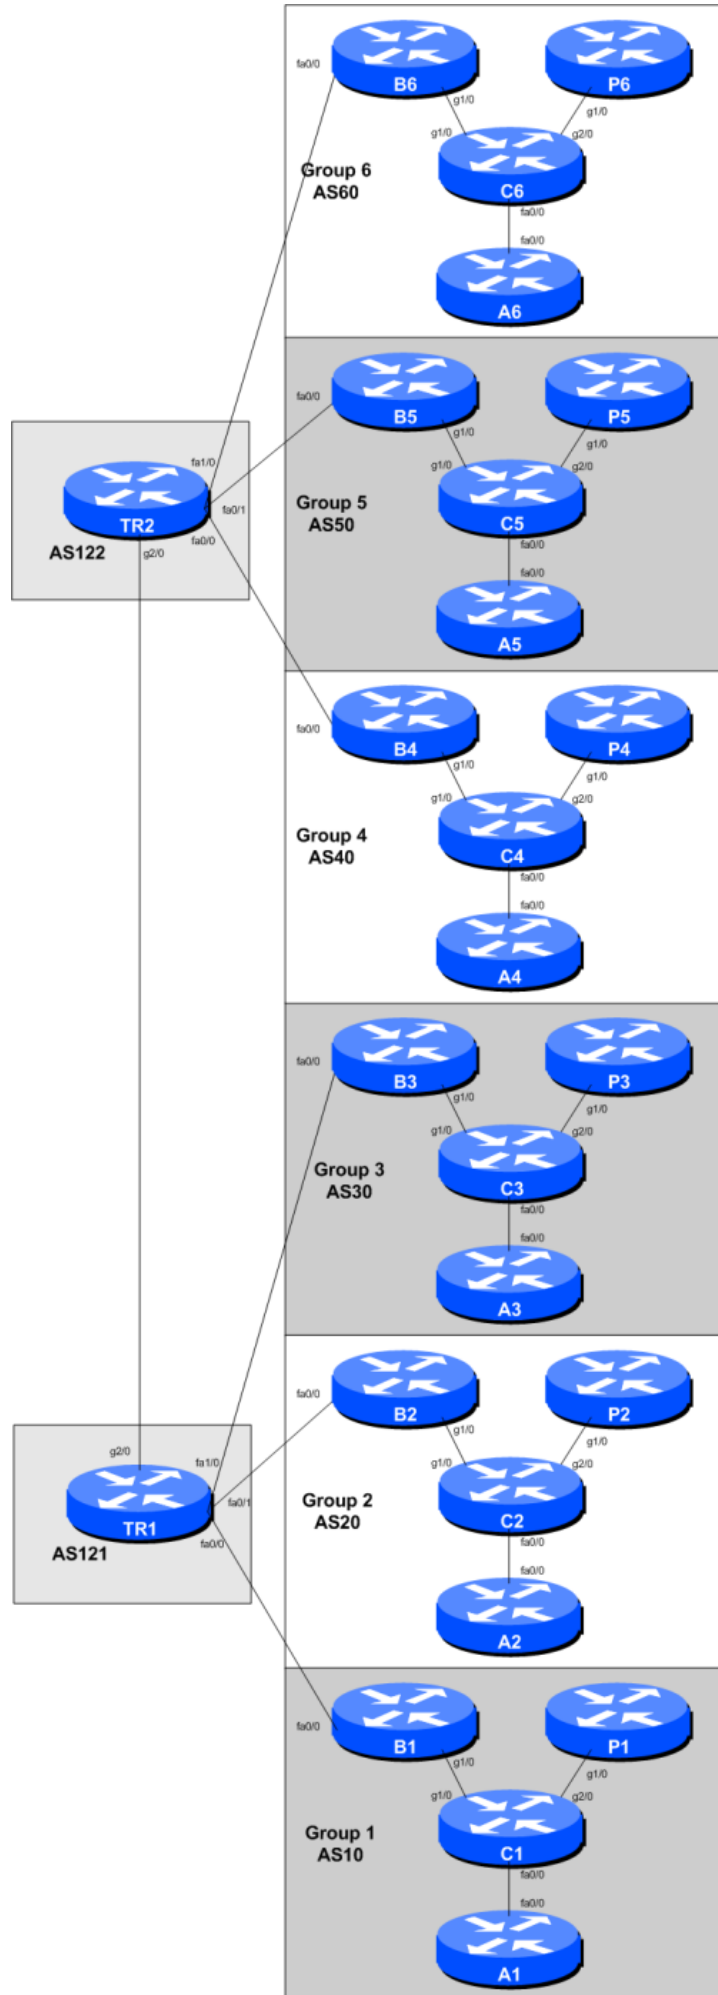 fa0/0
B6
P6
g1/0
g1/0
g1/0
g2/0
Group 6
AS60
C6
fa0/0
fa0/0
A6
fa0/0
B5
P5
g1/0
g1/0
g1/0
g2/0
fa1/0
Group 5
AS50
C5
fa0/1
TR2
fa0/0
AS122
g2/0
fa0/0
fa0/0
A5
fa0/0
B4
P4
g1/0
g1/0
g1/0
g2/0
Group 4
AS40
C4
fa0/0
fa0/0
A4
fa0/0
B3
P3
g1/0
g1/0
g1/0
g2/0
Group 3
AS30
C3
fa0/0
fa0/0
A3
fa0/0
B2
P2
g1/0
g1/0
g2/0
fa1/0
g1/0
g2/0
Group 2
AS20
C2
fa0/1
TR1
fa0/0
AS121
fa0/0
fa0/0
A2
fa0/0
B1
P1
g1/0
g1/0
g1/0
g2/0
Group 1
AS10
C1
fa0/0
fa0/0
A1